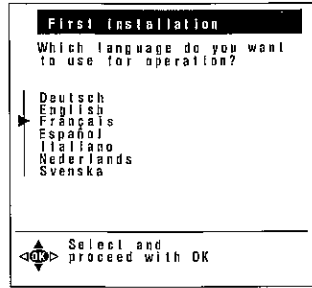 First installation
Which language do you want
to use for operation?
Deutsch
English
Français
Español
Italiano
Nederlands
Svenska
Select and
OK proceed with OK